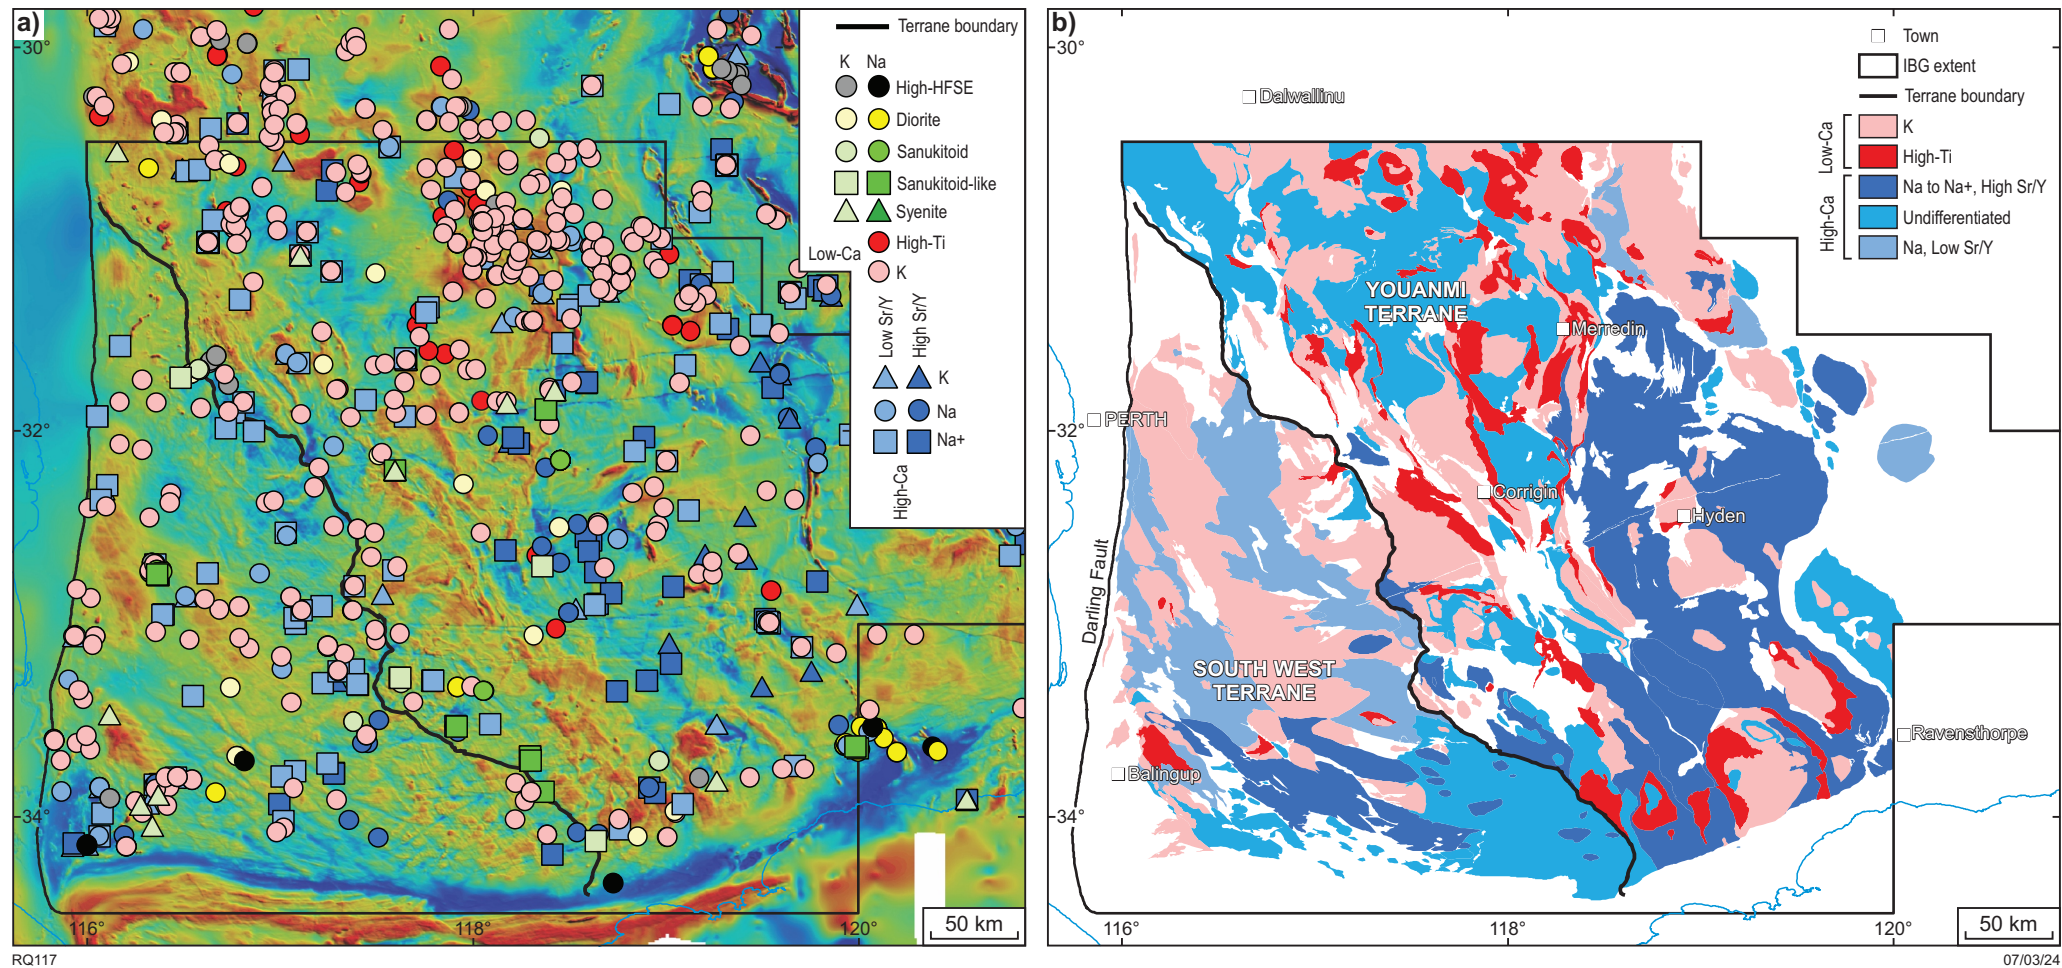 a)
30°
32°
34°
116°
118°
120°
Terrane boundary
K Na
High-HFSE
Diorite
Sanukitoid
Sanukitoid-like
Syenite
High-Ti
Low-Ca
K
Low Sr/Y
High Sr/Y
K
Na
Na+
High-Ca
50 km
RQ117
b)
30°
32°
34°
116°
118°
120°
Town
IBG extent
Terrane boundary
Low-Ca
K
High-Ti
High-Ca
Na to Na+, High Sr/Y
Undifferentiated
Na, Low Sr/Y
Dalwallinu
YOUANMI
TERRANE
Merredin
PERTH
Corrigin
Hyden
Darling Fault
SOUTH WEST
TERRANE
Ravensthorpe
Balingup
50 km
07/03/24